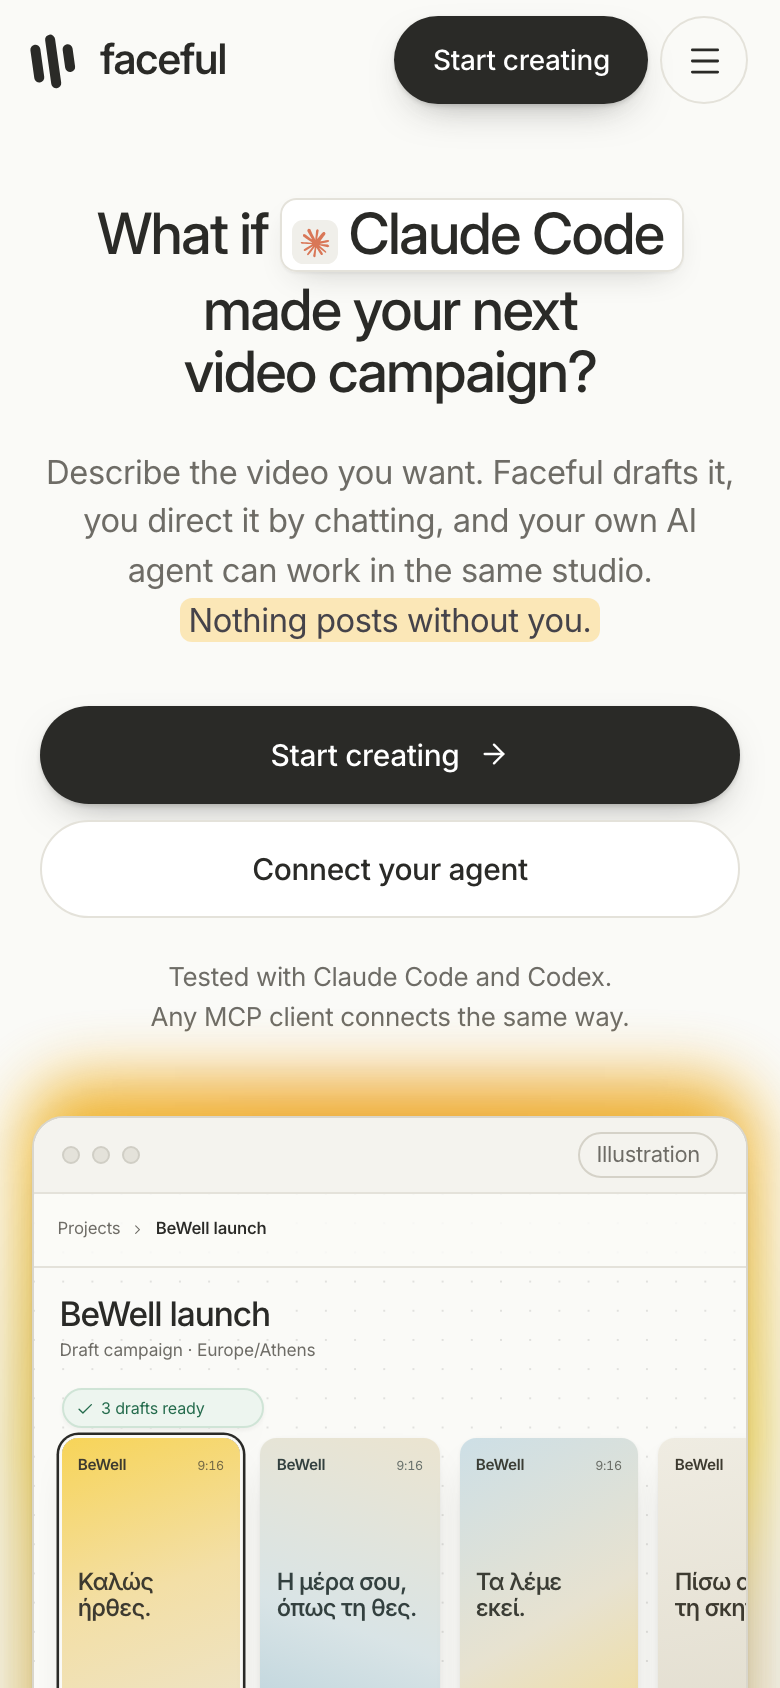 faceful
Start creating
What if Claude Code
made your next
video campaign?
Describe the video you want. Faceful drafts it,
you direct it by chatting, and your own AI
agent can work in the same studio.
Nothing posts without you.
Start creating →
Connect your agent
Tested with Claude Code and Codex.
Any MCP client connects the same way.
Illustration
Projects › BeWell launch
BeWell launch
Draft campaign · Europe/Athens
✓ 3 drafts ready
BeWell 9:16
Καλώς
ήρθες.
BeWell 9:16
Η μέρα σου,
όπως τη θες.
BeWell 9:16
Τα λέμε
εκεί.
BeWell
Πίσω
τη